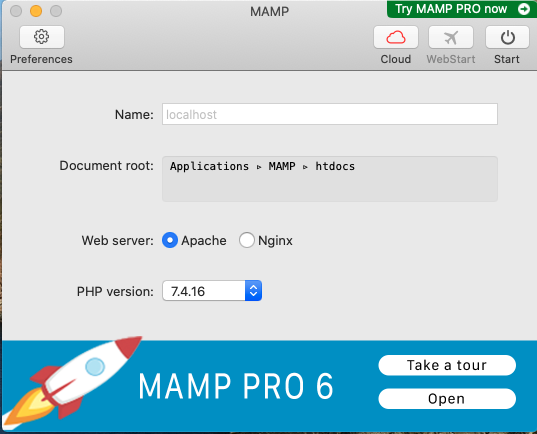 MAMP
Try MAMP PRO now
Preferences
Cloud
WebStart
Start
Name: localhost
Document root: Applications ▹ MAMP ▹ htdocs
Web server: Apache Nginx
PHP version: 7.4.16
MAMP PRO 6
Take a tour
Open